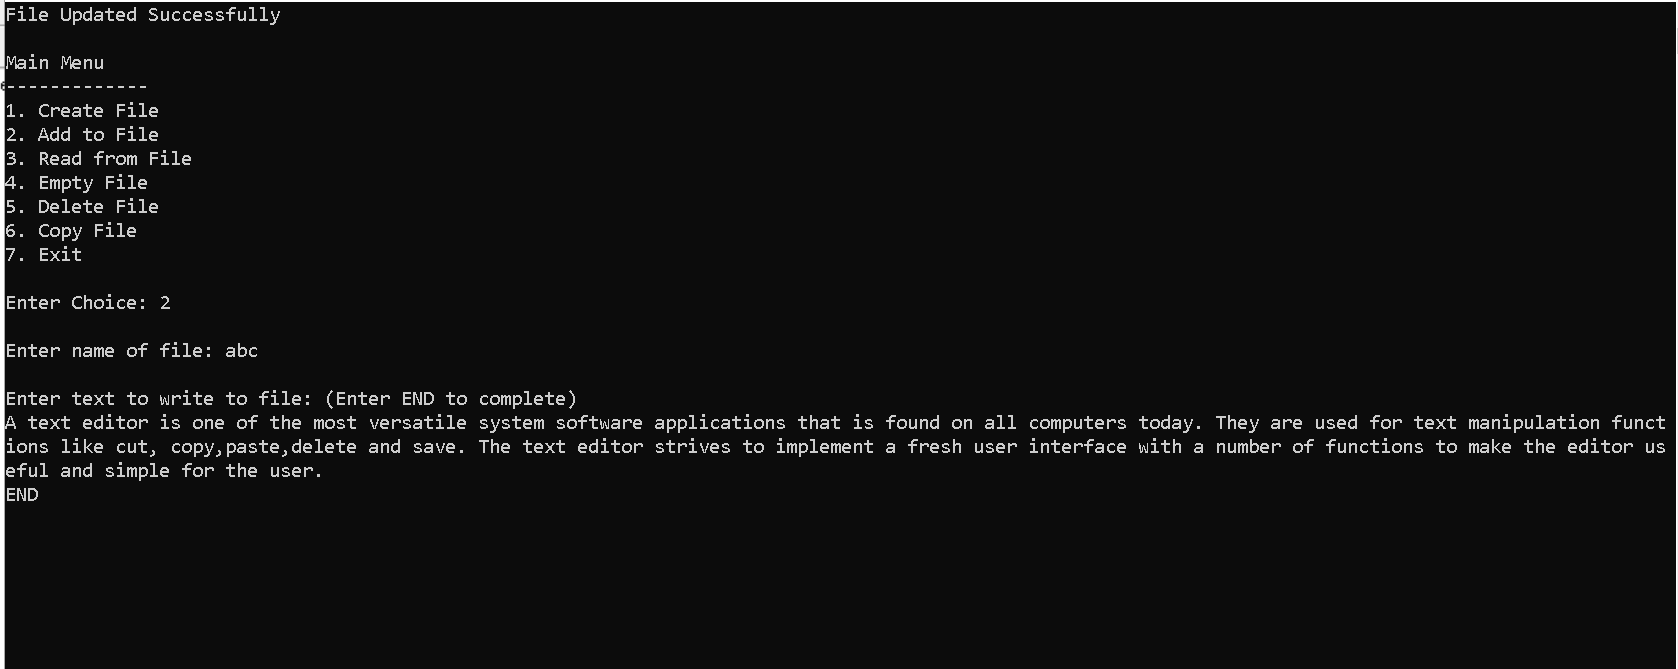 File Updated Successfully
Main Menu
-------------
1. Create File
2. Add to File
3. Read from File
4. Empty File
5. Delete File
6. Copy File
7. Exit
Enter Choice: 2
Enter name of file: abc
Enter text to write to file: (Enter END to complete)
A text editor is one of the most versatile system software applications that is found on all computers today. They are used for text manipulation funct
ions like cut, copy,paste,delete and save. The text editor strives to implement a fresh user interface with a number of functions to make the editor us
eful and simple for the user.
END